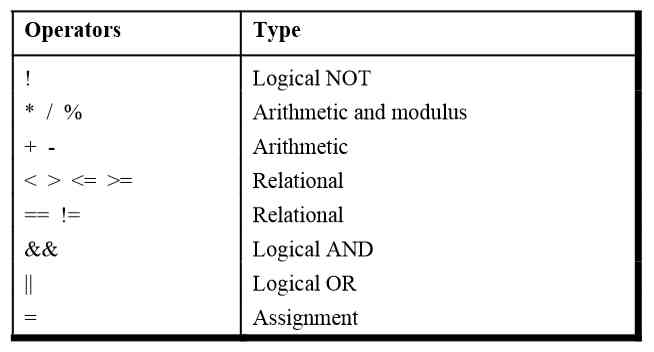 Operators Type
! Logical NOT
* / % Arithmetic and modulus
+ - Arithmetic
< > <= >= Relational
== != Relational
&& Logical AND
|| Logical OR
= Assignment